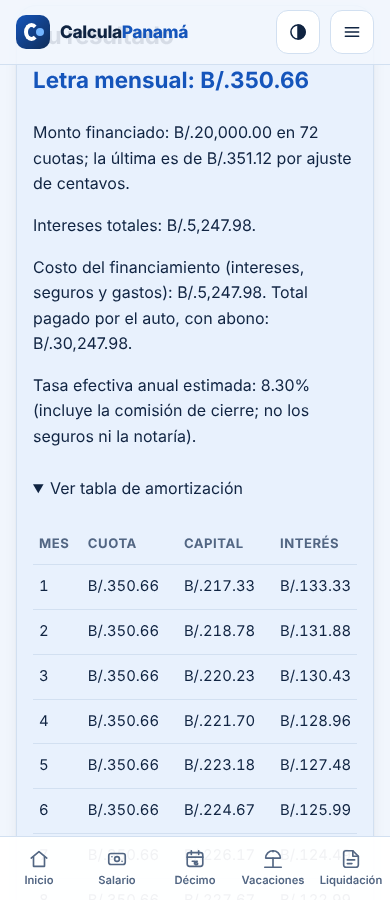 CalculaPanamá
Letra mensual: B/.350.66
Monto financiado: B/.20,000.00 en 72
cuotas; la última es de B/.351.12 por ajuste
de centavos.
Intereses totales: B/.5,247.98.
Costo del financiamiento (intereses,
seguros y gastos): B/.5,247.98. Total
pagado por el auto, con abono:
B/.30,247.98.
Tasa efectiva anual estimada: 8.30%
(incluye la comisión de cierre; no los
seguros ni la notaría).
▼ Ver tabla de amortización
MES CUOTA CAPITAL INTERÉS
1 B/.350.66 B/.217.33 B/.133.33
2 B/.350.66 B/.218.78 B/.131.88
3 B/.350.66 B/.220.23 B/.130.43
4 B/.350.66 B/.221.70 B/.128.96
5 B/.350.66 B/.223.18 B/.127.48
6 B/.350.66 B/.224.67 B/.125.99
Inicio Salario Décimo Vacaciones Liquidación